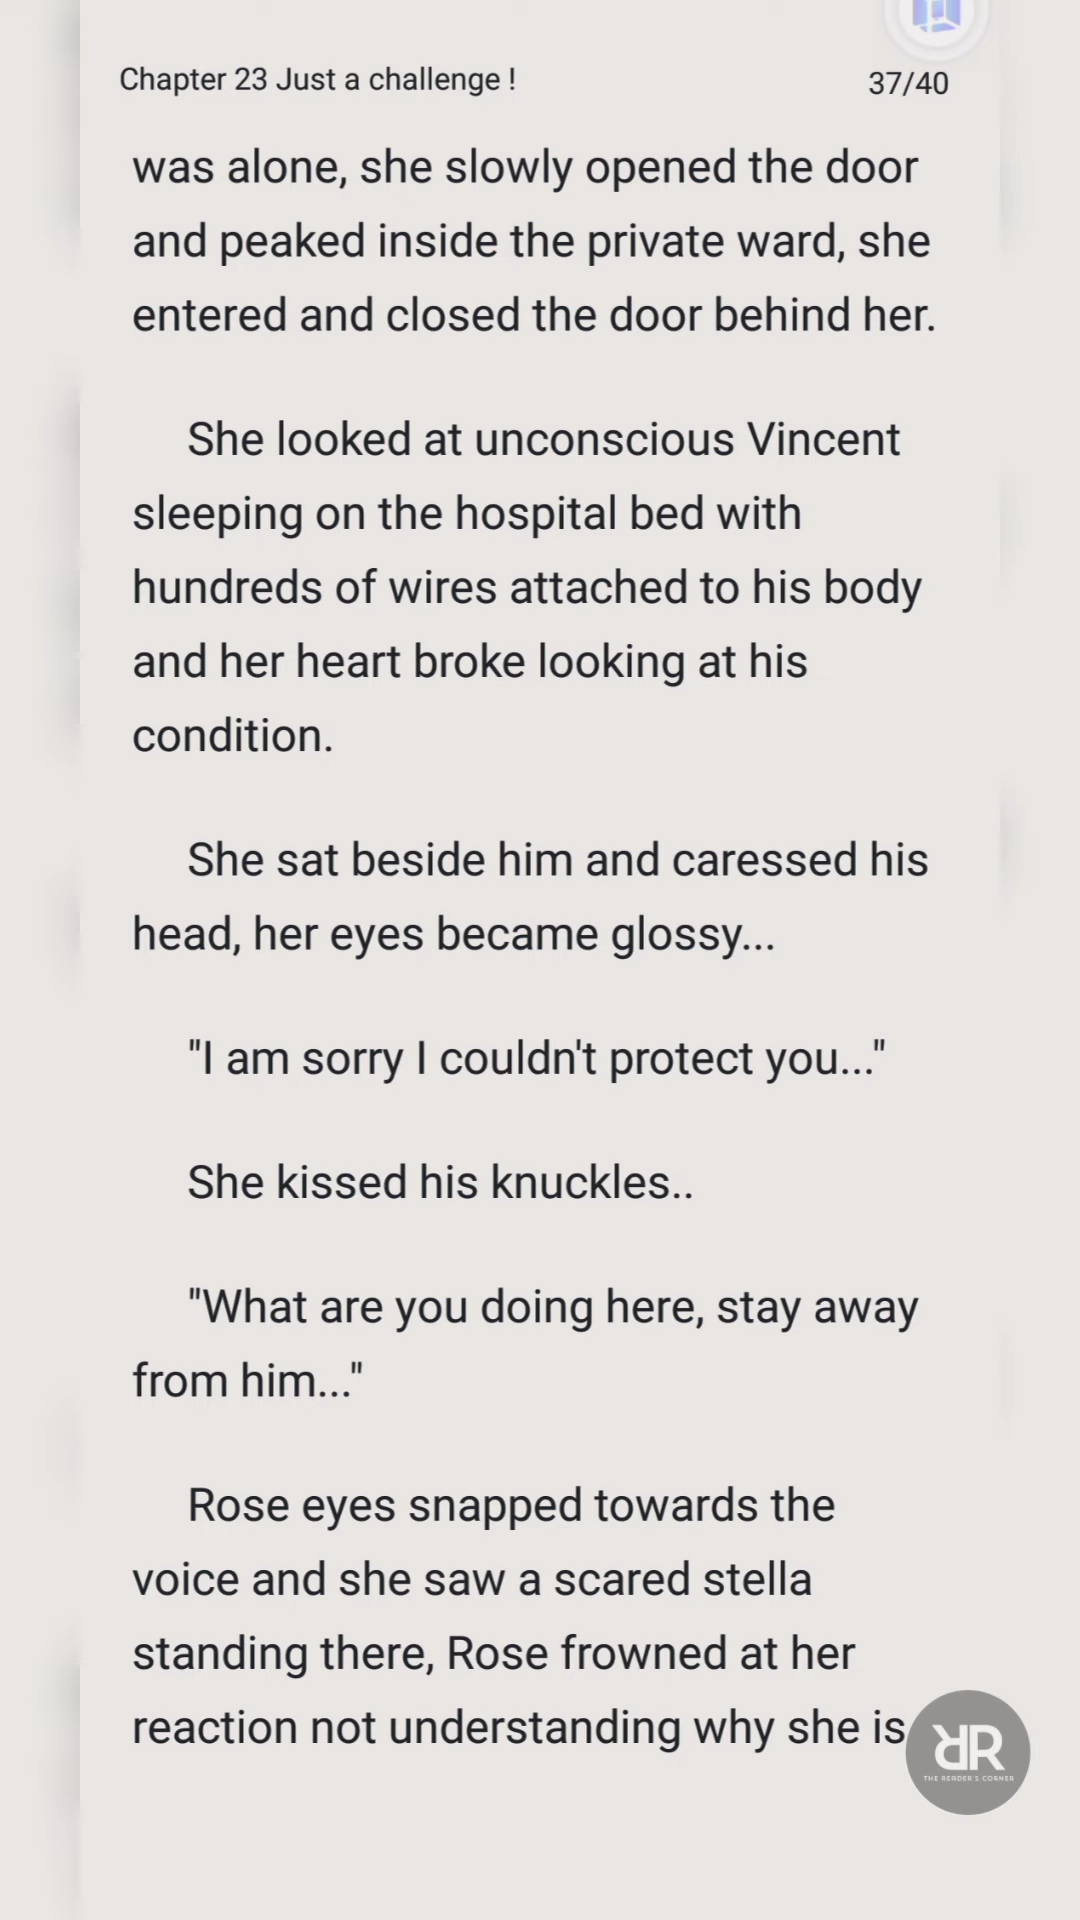 Chapter 23 Just a challenge !
37/40
was alone, she slowly opened the door
and peaked inside the private ward, she
entered and closed the door behind her.
She looked at unconscious Vincent
sleeping on the hospital bed with
hundreds of wires attached to his body
and her heart broke looking at his
condition.
She sat beside him and caressed his
head, her eyes became glossy...
"I am sorry I couldn't protect you..."
She kissed his knuckles..
"What are you doing here, stay away
from him..."
Rose eyes snapped towards the
voice and she saw a scared stella
standing there, Rose frowned at her
reaction not understanding why she is
RR
THE READER'S CORNER